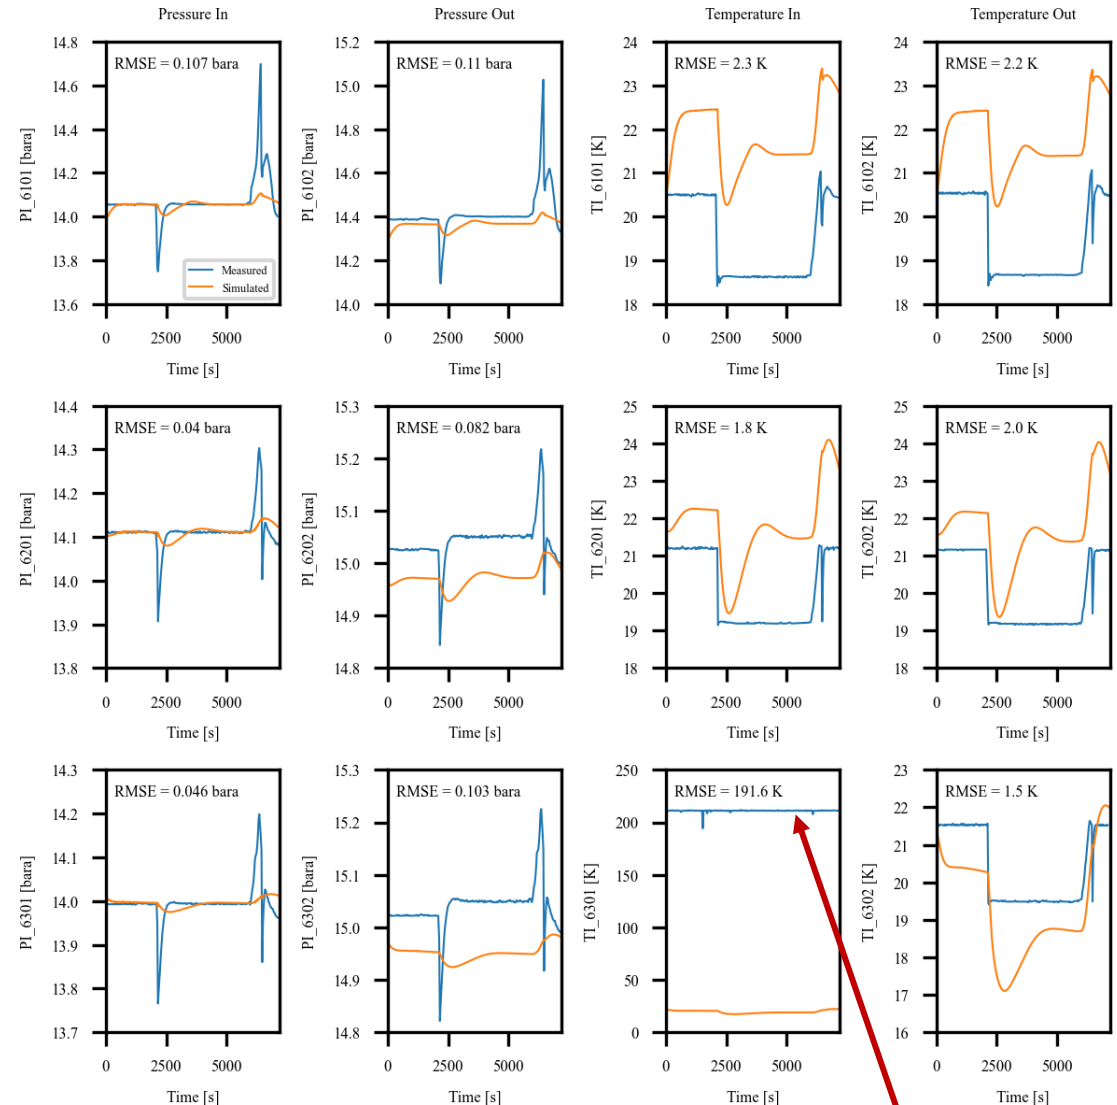 Pressure In
Pressure Out
Temperature In
Temperature Out
RMSE = 0.107 bara
PI_6101 [bara]
14.8
14.6
14.4
14.2
14.0
13.8
13.6
Measured
Simulated
0 2500 5000
Time [s]
RMSE = 0.11 bara
PI_6102 [bara]
15.2
15.0
14.8
14.6
14.4
14.2
14.0
0 2500 5000
Time [s]
RMSE = 2.3 K
TI_6101 [K]
24
23
22
21
20
19
18
0 2500 5000
Time [s]
RMSE = 2.2 K
TI_6102 [K]
24
23
22
21
20
19
18
0 2500 5000
Time [s]
RMSE = 0.04 bara
PI_6201 [bara]
14.4
14.3
14.2
14.1
14.0
13.9
13.8
0 2500 5000
Time [s]
RMSE = 0.082 bara
PI_6202 [bara]
15.3
15.2
15.1
15.0
14.9
14.8
0 2500 5000
Time [s]
RMSE = 1.8 K
TI_6201 [K]
25
24
23
22
21
20
19
18
0 2500 5000
Time [s]
RMSE = 2.0 K
TI_6202 [K]
25
24
23
22
21
20
19
18
0 2500 5000
Time [s]
RMSE = 0.046 bara
PI_6301 [bara]
14.3
14.2
14.1
14.0
13.9
13.8
13.7
0 2500 5000
Time [s]
RMSE = 0.103 bara
PI_6302 [bara]
15.3
15.2
15.1
15.0
14.9
14.8
0 2500 5000
Time [s]
RMSE = 191.6 K
TI_6301 [K]
250
200
150
100
50
0
0 2500 5000
Time [s]
RMSE = 1.5 K
TI_6302 [K]
23
22
21
20
19
18
17
16
0 2500 5000
Time [s]